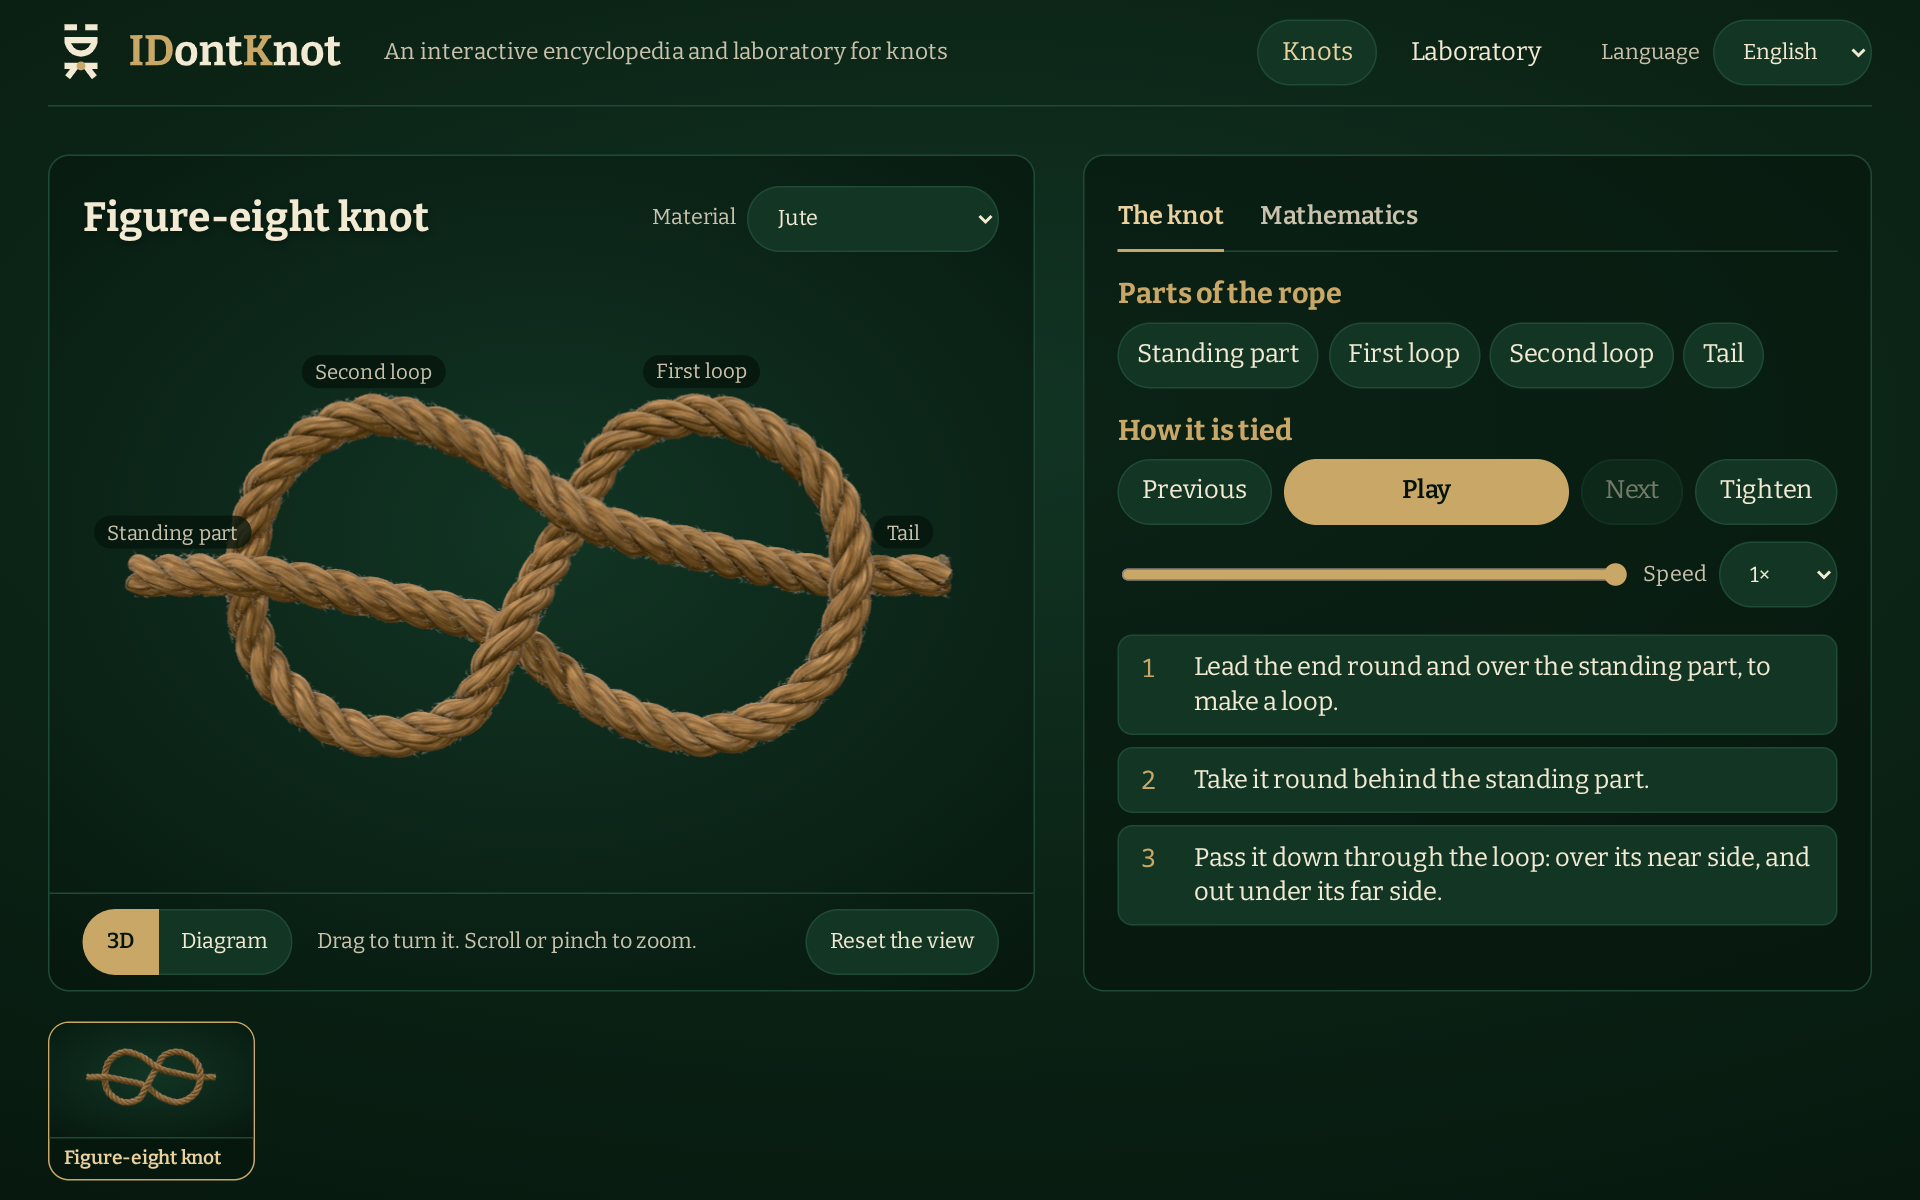 IDontKnot
An interactive encyclopedia and laboratory for knots
Knots
Laboratory
Language
English
Figure-eight knot
Material
Jute
Second loop
First loop
Standing part
Tail
3D
Diagram
Drag to turn it. Scroll or pinch to zoom.
Reset the view
The knot
Mathematics
Parts of the rope
Standing part
First loop
Second loop
Tail
How it is tied
Previous
Play
Next
Tighten
Speed
1×
1
Lead the end round and over the standing part, to
make a loop.
2
Take it round behind the standing part.
3
Pass it down through the loop: over its near side, and
out under its far side.
Figure-eight knot